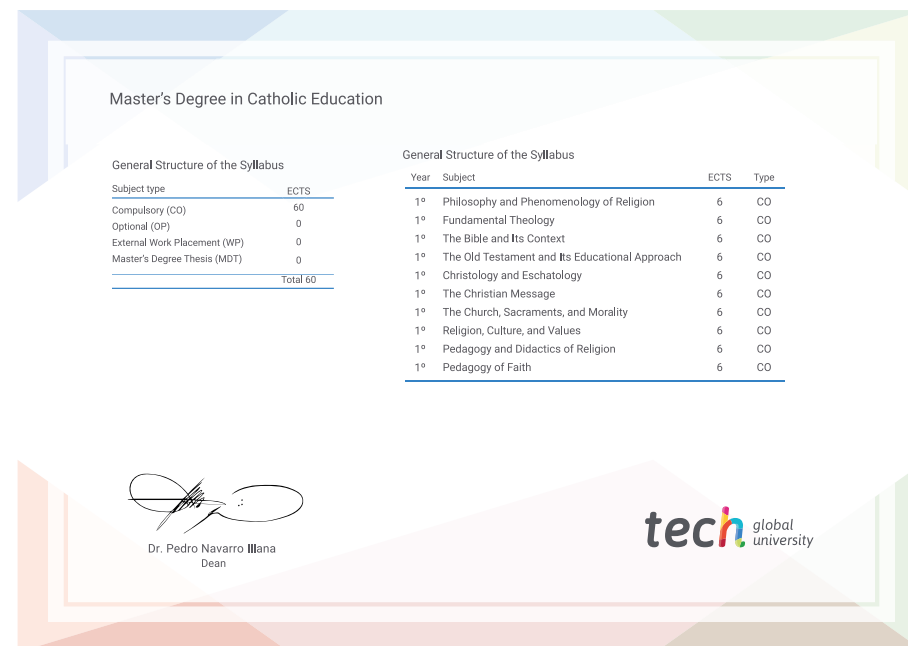 Master's Degree in Catholic Education
General Structure of the Syllabus
Subject type ECTS
Compulsory (CO) 60
Optional (OP) 0
External Work Placement (WP) 0
Master's Degree Thesis (MDT) 0
Total 60
General Structure of the Syllabus
Year Subject ECTS Type
1º Philosophy and Phenomenology of Religion 6 CO
1º Fundamental Theology 6 CO
1º The Bible and Its Context 6 CO
1º The Old Testament and Its Educational Approach 6 CO
1º Christology and Eschatology 6 CO
1º The Christian Message 6 CO
1º The Church, Sacraments, and Morality 6 CO
1º Religion, Culture, and Values 6 CO
1º Pedagogy and Didactics of Religion 6 CO
1º Pedagogy of Faith 6 CO
Dr. Pedro Navarro Illana
Dean
tech global university